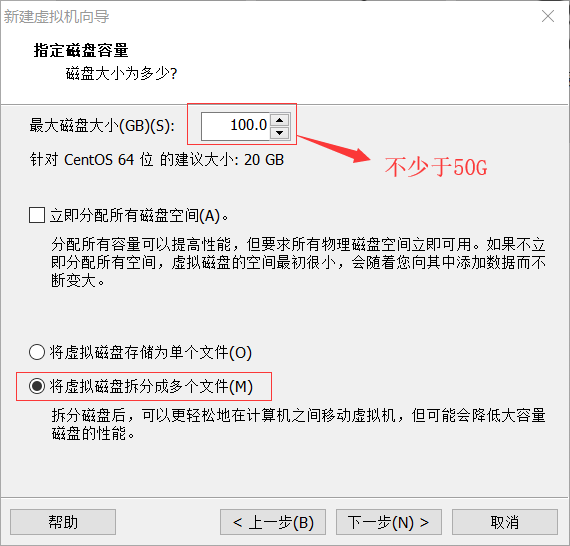 新建虚拟机向导
指定磁盘容量
磁盘大小为多少?
最大磁盘大小(GB)(S): 100.0
针对 CentOS 64 位 的建议大小: 20 GB
不少于50G
立即分配所有磁盘空间(A)。
分配所有容量可以提高性能，但要求所有物理磁盘空间立即可用。如果不立
即分配所有空间，虚拟磁盘的空间最初很小，会随着您向其中添加数据而不
断变大。
将虚拟磁盘存储为单个文件(O)
将虚拟磁盘拆分成多个文件(M)
拆分磁盘后，可以更轻松地在计算机之间移动虚拟机，但可能会降低大容量
磁盘的性能。
帮助 < 上一步(B) 下一步(N) > 取消